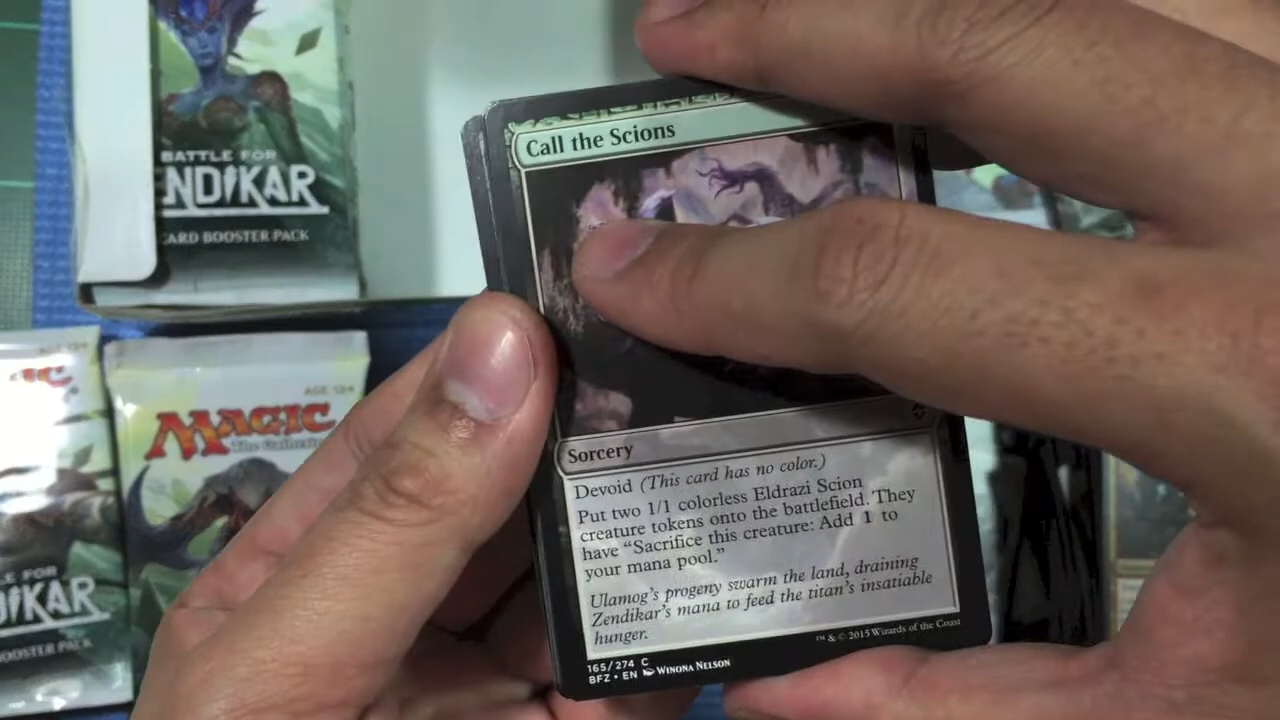 BATTLE FOR
ENDIKAR
CARD BOOSTER PACK
AGE 13+
MAGIC
The Gatherin
DIKAR
BOOSTER PACK
Call the Scions
Sorcery
Devoid (This card has no color.)
Put two 1/1 colorless Eldrazi Scion
creature tokens onto the battlefield. They
have “Sacrifice this creature: Add 1 to
your mana pool.”
Ulamog's progeny swarm the land, draining
Zendikar's mana to feed the titan's insatiable
hunger.
™ & © 2015 Wizards of the Coast
165/274 C
BFZ • EN WINONA NELSON